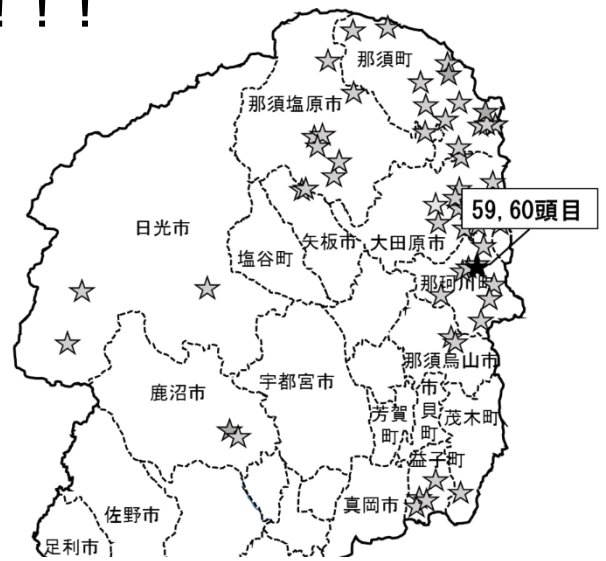 ！！！
那須町
那須塩原市
59,60頭目
日光市
矢板市
大田原市
塩谷町
那珂川町
那須烏山市
鹿沼市
宇都宮市
市貝町
芳賀町
茂木町
益子町
真岡市
佐野市
足利市